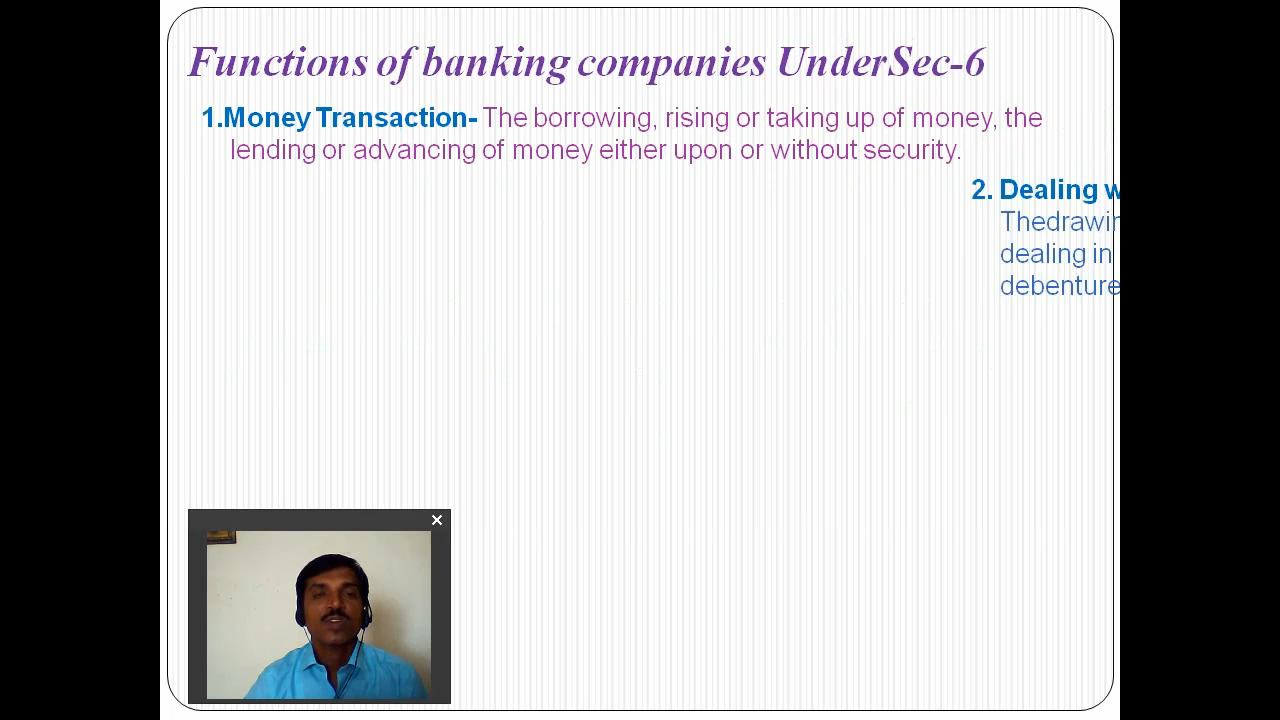 Functions of banking companies UnderSec-6
1.Money Transaction- The borrowing, rising or taking up of money, the
lending or advancing of money either upon or without security.
2. Dealing
dealing in